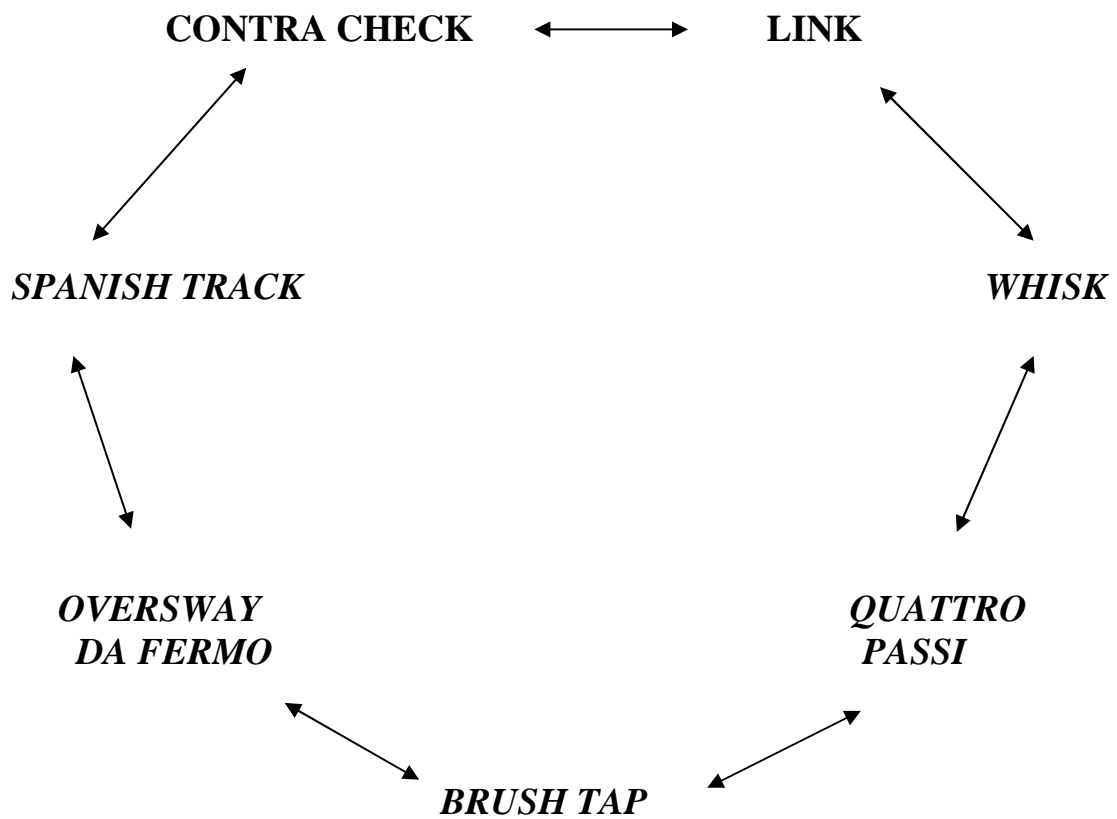 CONTRA CHECK
LINK
SPANISH TRACK
WHISK
OVERSWAY
DA FERMO
QUATTRO
PASSI
BRUSH TAP